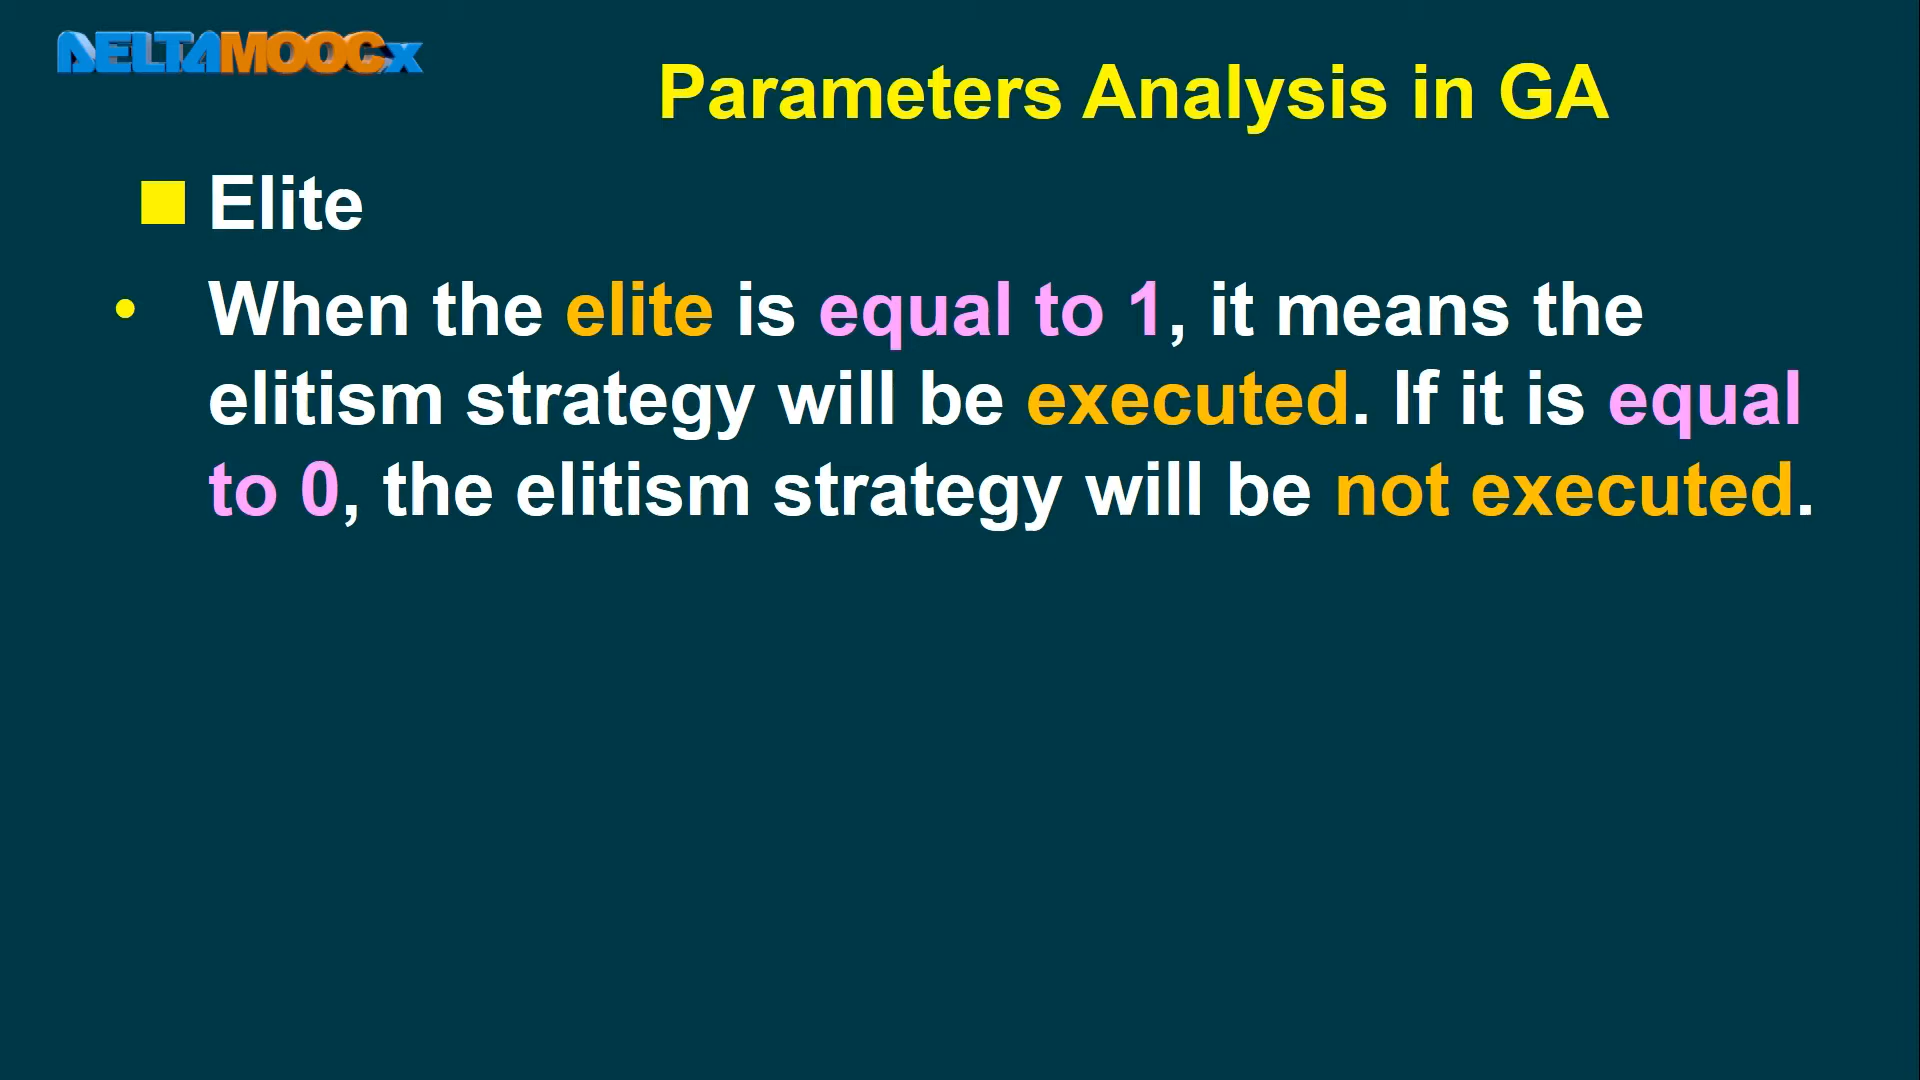 DELTAMOOCx
Parameters Analysis in GA
Elite
• When the elite is equal to 1, it means the
elitism strategy will be executed. If it is equal
to 0, the elitism strategy will be not executed.